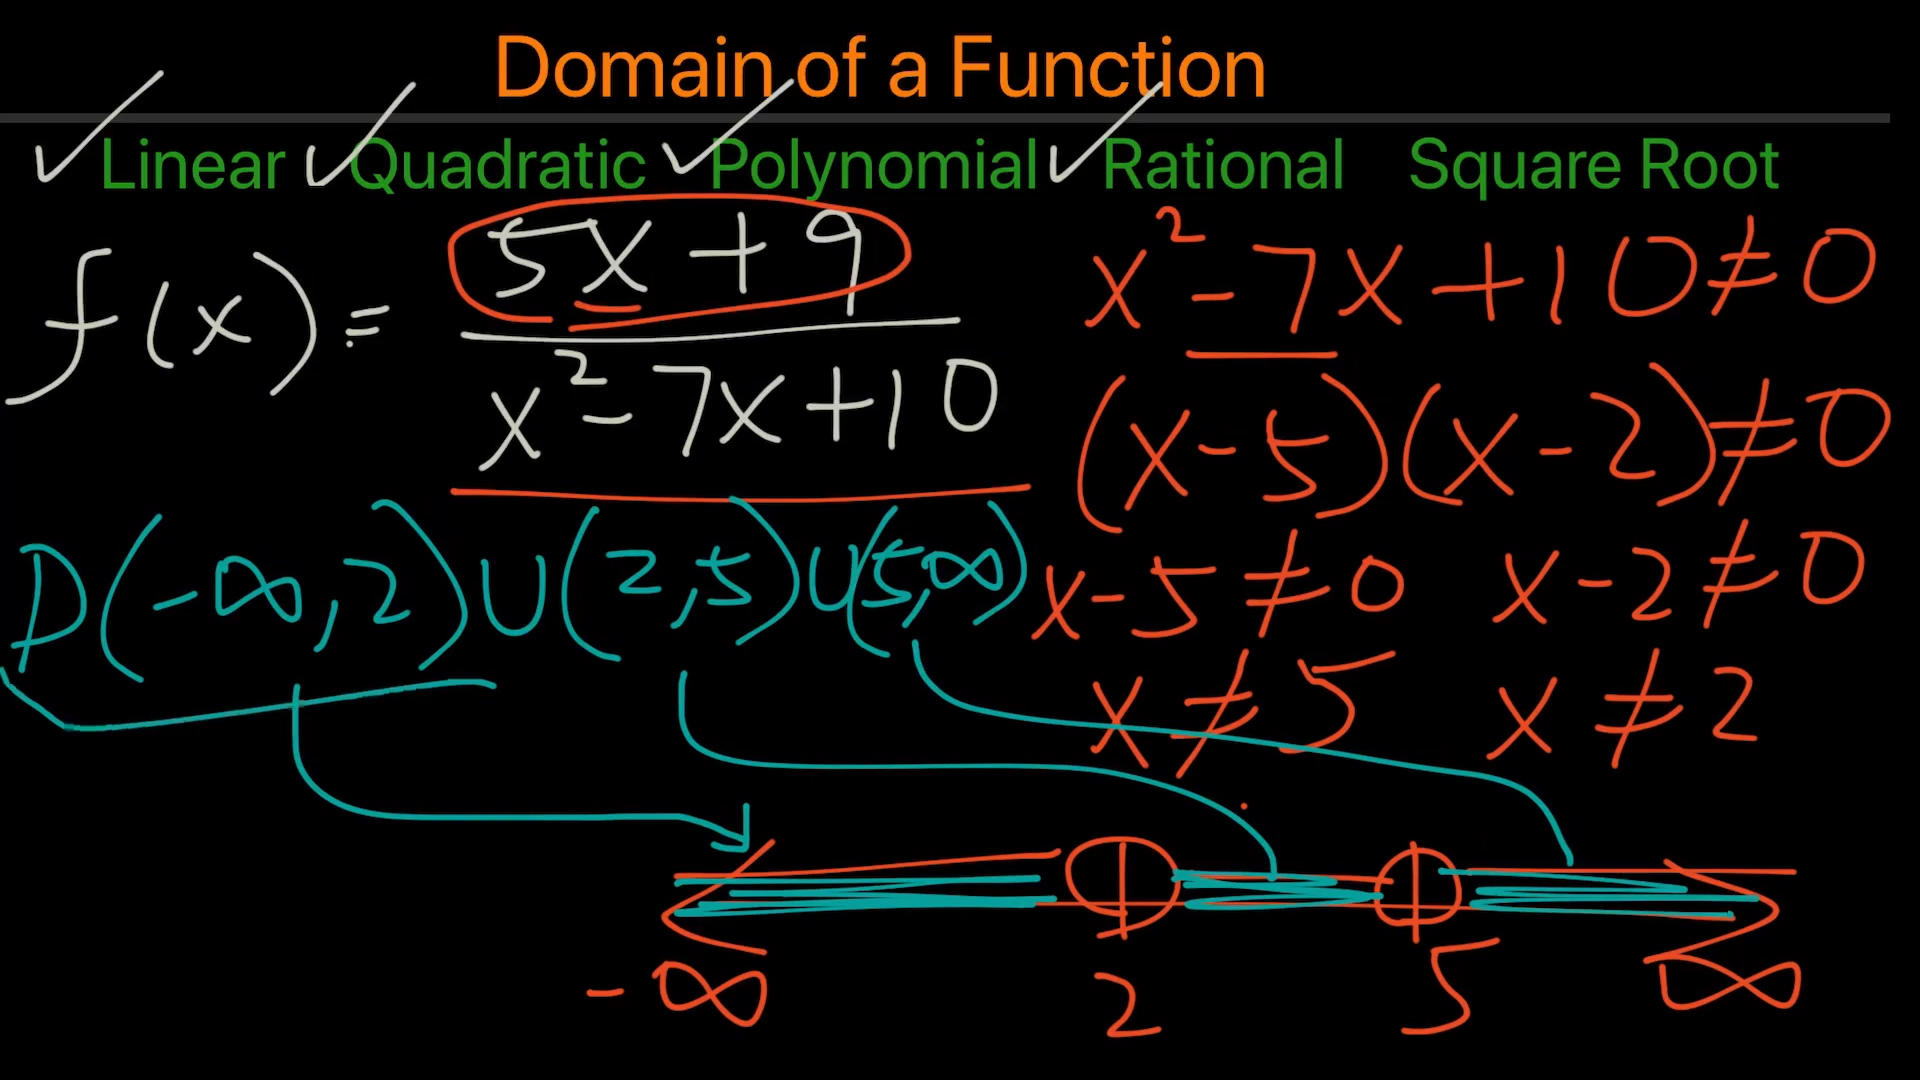 Domain of a Function
✓ Linear ✓ Quadratic ✓ Polynomial ✓ Rational Square Root
5x + 9
f(x) =
x² - 7x + 10
x² - 7x + 10 ≠ 0
(x - 5)(x - 2) ≠ 0
D(-∞, 2) U (2, 5) U (5, ∞)
x - 5 ≠ 0 x - 2 ≠ 0
x ≠ 5 x ≠ 2
-∞ 2 5 ∞